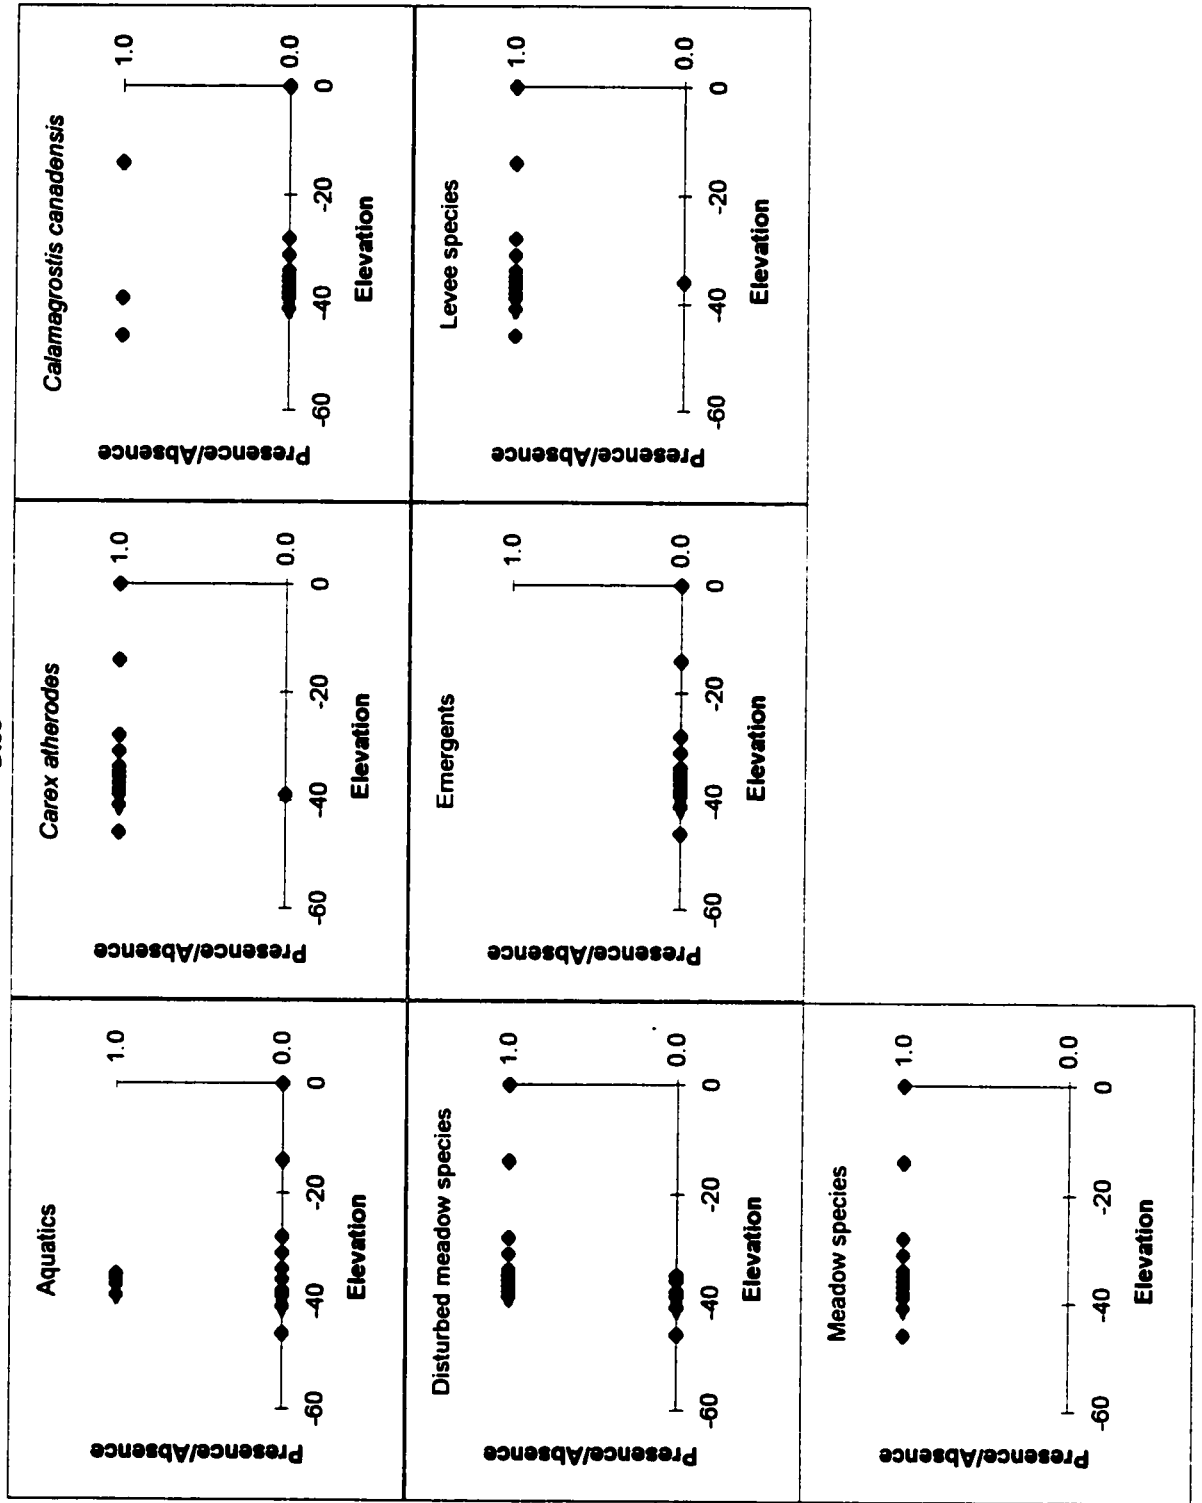 Aquatics
Presence/Absence
1.0
0.0
-60 -40 -20 0
Elevation
Carex atherodes
Presence/Absence
1.0
0.0
-60 -40 -20 0
Elevation
Calamagrostis canadensis
Presence/Absence
1.0
0.0
-60 -40 -20 0
Elevation
Disturbed meadow species
Presence/Absence
1.0
0.0
-60 -40 -20 0
Elevation
Emergents
Presence/Absence
1.0
0.0
-60 -40 -20 0
Elevation
Levee species
Presence/Absence
1.0
0.0
-60 -40 -20 0
Elevation
Meadow species
Presence/Absence
1.0
0.0
-60 -40 -20 0
Elevation